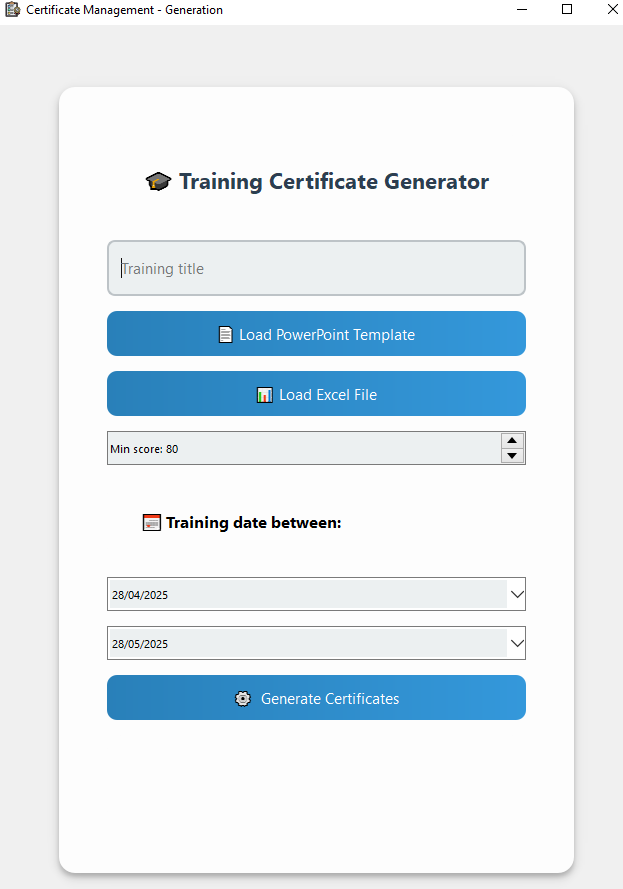 Certificate Management - Generation
Training Certificate Generator
Training title
Load PowerPoint Template
Load Excel File
Min score: 80
Training date between:
28/04/2025
28/05/2025
Generate Certificates